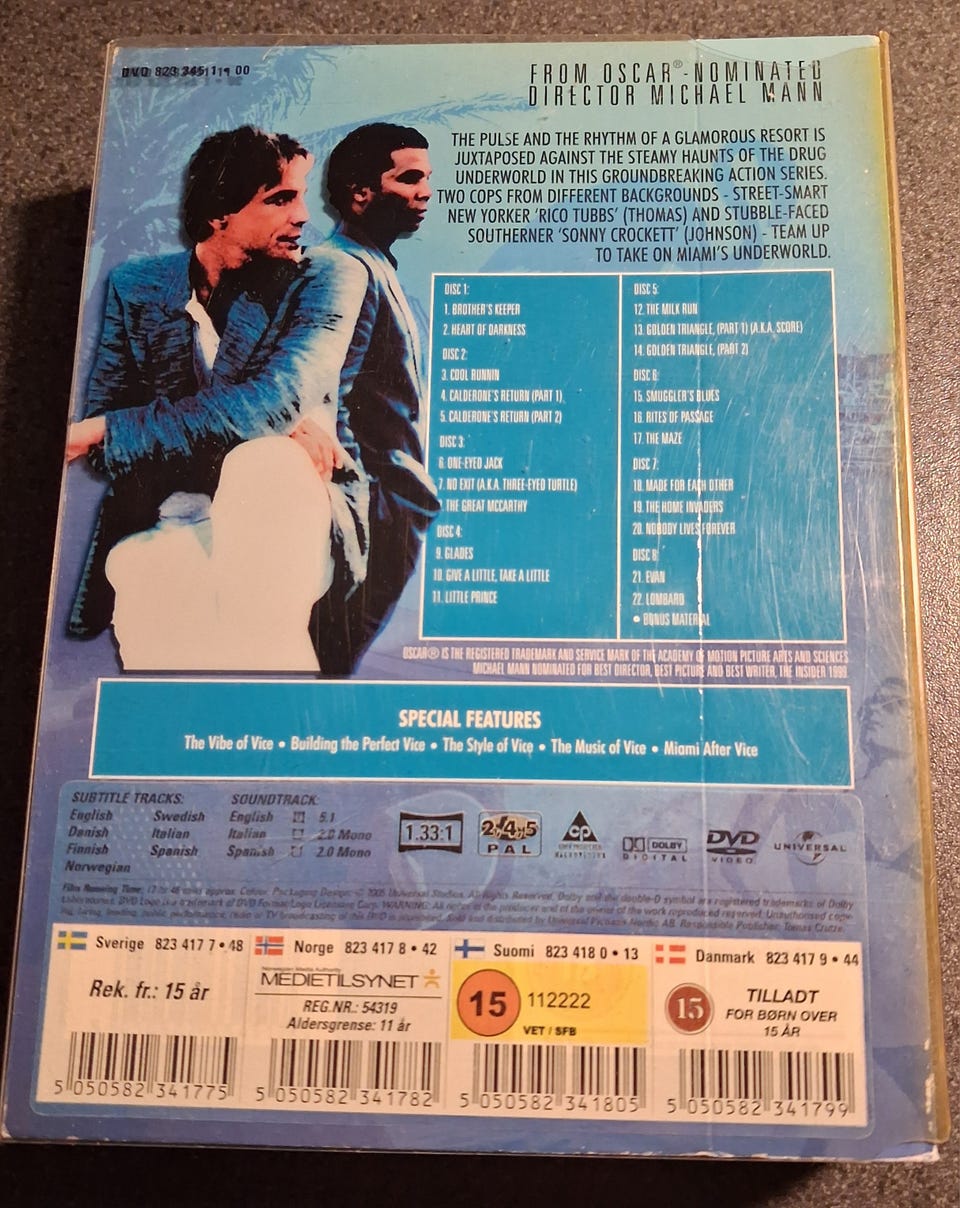 FROM OSCAR®-NOMINATED
DIRECTOR MICHAEL MANN
THE PULSE AND THE RHYTHM OF A GLAMOROUS RESORT IS
JUXTAPOSED AGAINST THE STEAMY HAUNTS OF THE DRUG
UNDERWORLD IN THIS GROUNDBREAKING ACTION SERIES.
TWO COPS FROM DIFFERENT BACKGROUNDS - STREET-SMART
NEW YORKER 'RICO TUBBS' (THOMAS) AND STUBBLE-FACED
SOUTHERNER 'SONNY CROCKETT' (JOHNSON) - TEAM UP
TO TAKE ON MIAMI'S UNDERWORLD.
DISC 1:
1. BROTHER'S KEEPER
2. HEART OF DARKNESS
DISC 2:
3. COOL RUNNIN
4. CALDERONE'S RETURN (PART 1)
5. CALDERONE'S RETURN (PART 2)
DISC 3:
6. ONE-EYED JACK
7. NO EXIT (A.K.A. THREE-EYED TURTLE)
THE GREAT MCCARTHY
DISC 4:
9. GLADES
10. GIVE A LITTLE, TAKE A LITTLE
11. LITTLE PRINCE
DISC 5:
12. THE MILK RUN
13. GOLDEN TRIANGLE, (PART 1) (A.K.A. SCORE)
14. GOLDEN TRIANGLE, (PART 2)
DISC 6:
15. SMUGGLER'S BLUES
16. RITES OF PASSAGE
17. THE MAZE
DISC 7:
18. MADE FOR EACH OTHER
19. THE HOME INVADERS
20. NOBODY LIVES FOREVER
DISC 8:
21. EVAN
22. LOMBARD
• BONUS MATERIAL
OSCAR® IS THE REGISTERED TRADEMARK AND SERVICE MARK OF THE ACADEMY OF MOTION PICTURE ARTS AND SCIENCES
MICHAEL MANN NOMINATED FOR BEST DIRECTOR, BEST PICTURE AND BEST WRITER, THE INSIDER 1999
SPECIAL FEATURES
The Vibe of Vice • Building the Perfect Vice • The Style of Vice • The Music of Vice • Miami After Vice
SUBTITLE TRACKS:
English Swedish
Danish Italian
Finnish Spanish
Norwegian
SOUNDTRACK:
English 5.1
Italian 2.0 Mono
Spanish 2.0 Mono
1.33:1
2,4,5
PAL
CP
DOLBY
DIGITAL
DVD
VIDEO
UNIVERSAL
Sverige 823 417 7 • 48
Rek. fr.: 15 år
5 050582 341775
Norge 823 417 8 • 42
Norwegian Media Authority
MEDIETILSYNET
REG.NR.: 54319
Aldersgrense: 11 år
5 050582 341782
Suomi 823 418 0 • 13
15
112222
VET / SFB
5 050582 341805
Danmark 823 417 9 • 44
15
TILLADT
FOR BØRN OVER
15 ÅR
5 050582 341799